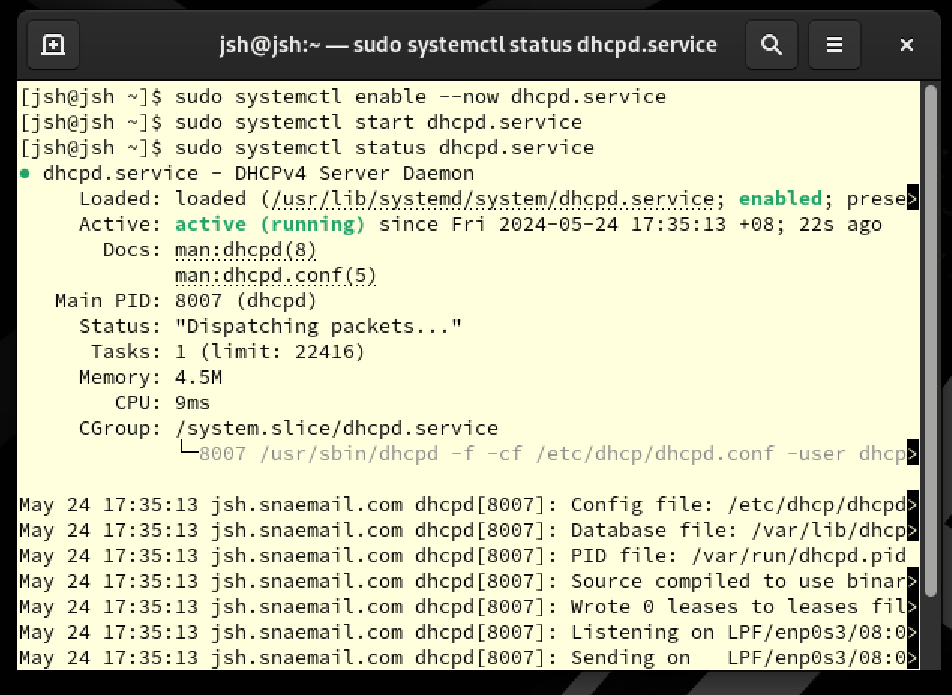 jsh@jsh:~ — sudo systemctl status dhcpd.service
[jsh@jsh ~]$ sudo systemctl enable --now dhcpd.service
[jsh@jsh ~]$ sudo systemctl start dhcpd.service
[jsh@jsh ~]$ sudo systemctl status dhcpd.service
● dhcpd.service - DHCPv4 Server Daemon
     Loaded: loaded (/usr/lib/systemd/system/dhcpd.service; enabled; prese>
     Active: active (running) since Fri 2024-05-24 17:35:13 +08; 22s ago
       Docs: man:dhcpd(8)
             man:dhcpd.conf(5)
   Main PID: 8007 (dhcpd)
     Status: "Dispatching packets..."
      Tasks: 1 (limit: 22416)
     Memory: 4.5M
        CPU: 9ms
     CGroup: /system.slice/dhcpd.service
             └─8007 /usr/sbin/dhcpd -f -cf /etc/dhcp/dhcpd.conf -user dhcp>
May 24 17:35:13 jsh.snaemail.com dhcpd[8007]: Config file: /etc/dhcp/dhcpd>
May 24 17:35:13 jsh.snaemail.com dhcpd[8007]: Database file: /var/lib/dhcp>
May 24 17:35:13 jsh.snaemail.com dhcpd[8007]: PID file: /var/run/dhcpd.pid
May 24 17:35:13 jsh.snaemail.com dhcpd[8007]: Source compiled to use binar>
May 24 17:35:13 jsh.snaemail.com dhcpd[8007]: Wrote 0 leases to leases fil>
May 24 17:35:13 jsh.snaemail.com dhcpd[8007]: Listening on LPF/enp0s3/08:0>
May 24 17:35:13 jsh.snaemail.com dhcpd[8007]: Sending on   LPF/enp0s3/08:0>